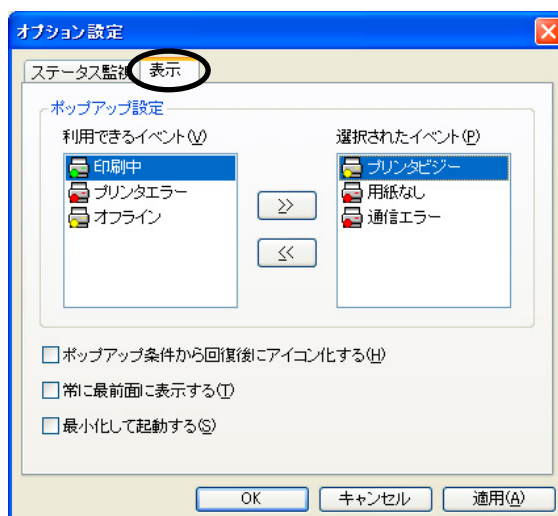 オプション設定
ステータス監視 表示
ポップアップ設定
利用できるイベント(V)
印刷中
プリンタエラー
オフライン
>>
<<
選択されたイベント(P)
プリンタビジー
用紙なし
通信エラー
ポップアップ条件から回復後にアイコン化する(H)
常に最前面に表示する(T)
最小化して起動する(S)
OK キャンセル 適用(A)